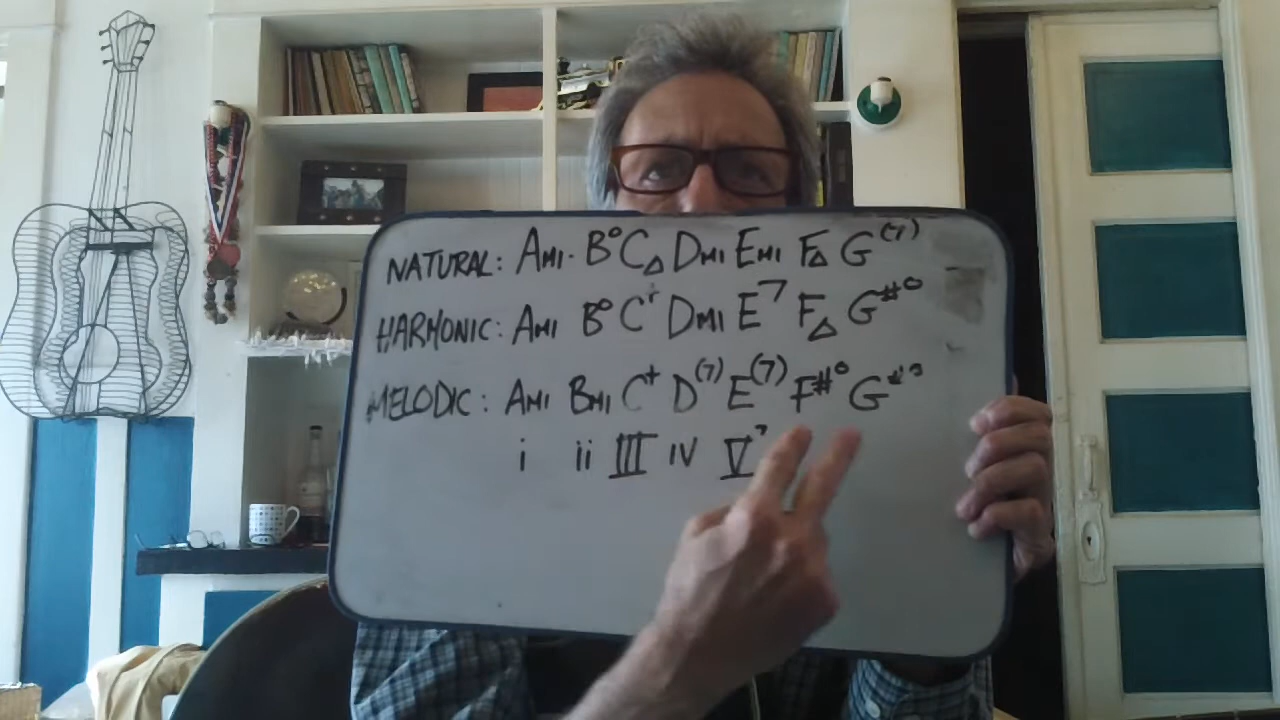 NATURAL: AMI. B° C△ DMI EMI F△ G(7)
HARMONIC: AMI B° C+ DMI E7 F△ G#°
MELODIC: AMI BMI C+ D(7) E(7) F#° G#°
i ii III iv V7